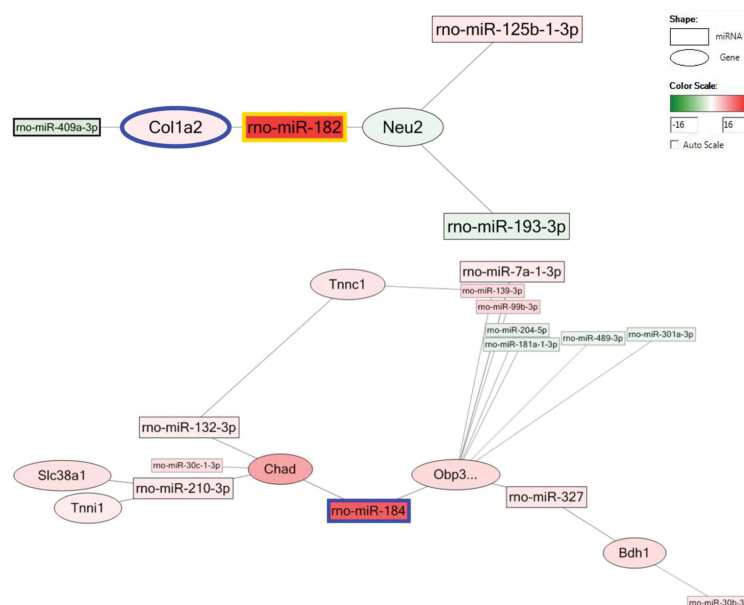 rno-miR-125b-1-3p
Shape:
miRNA
Gene
Color Scale:
-16
16
Auto Scale
rno-miR-409a-3p
Col1a2
rno-miR-182
Neu2
rno-miR-193-3p
rno-miR-7a-1-3p
Tnnc1
rno-miR-139-3p
rno-miR-99b-3p
rno-miR-204-5p
rno-miR-181a-1-3p
rno-miR-489-3p
rno-miR-301a-3p
rno-miR-132-3p
rno-miR-30c-1-3p
Chad
Slc38a1
rno-miR-210-3p
Obp3...
Tnni1
rno-miR-184
rno-miR-327
Bdh1
rno-miR-30b-3